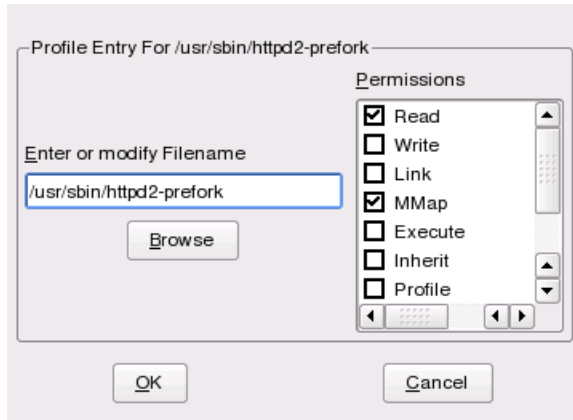 Profile Entry For /usr/sbin/httpd2-prefork
Permissions
Read
Write
Link
MMap
Execute
Inherit
Profile
Enter or modify Filename
/usr/sbin/httpd2-prefork
Browse
OK
Cancel